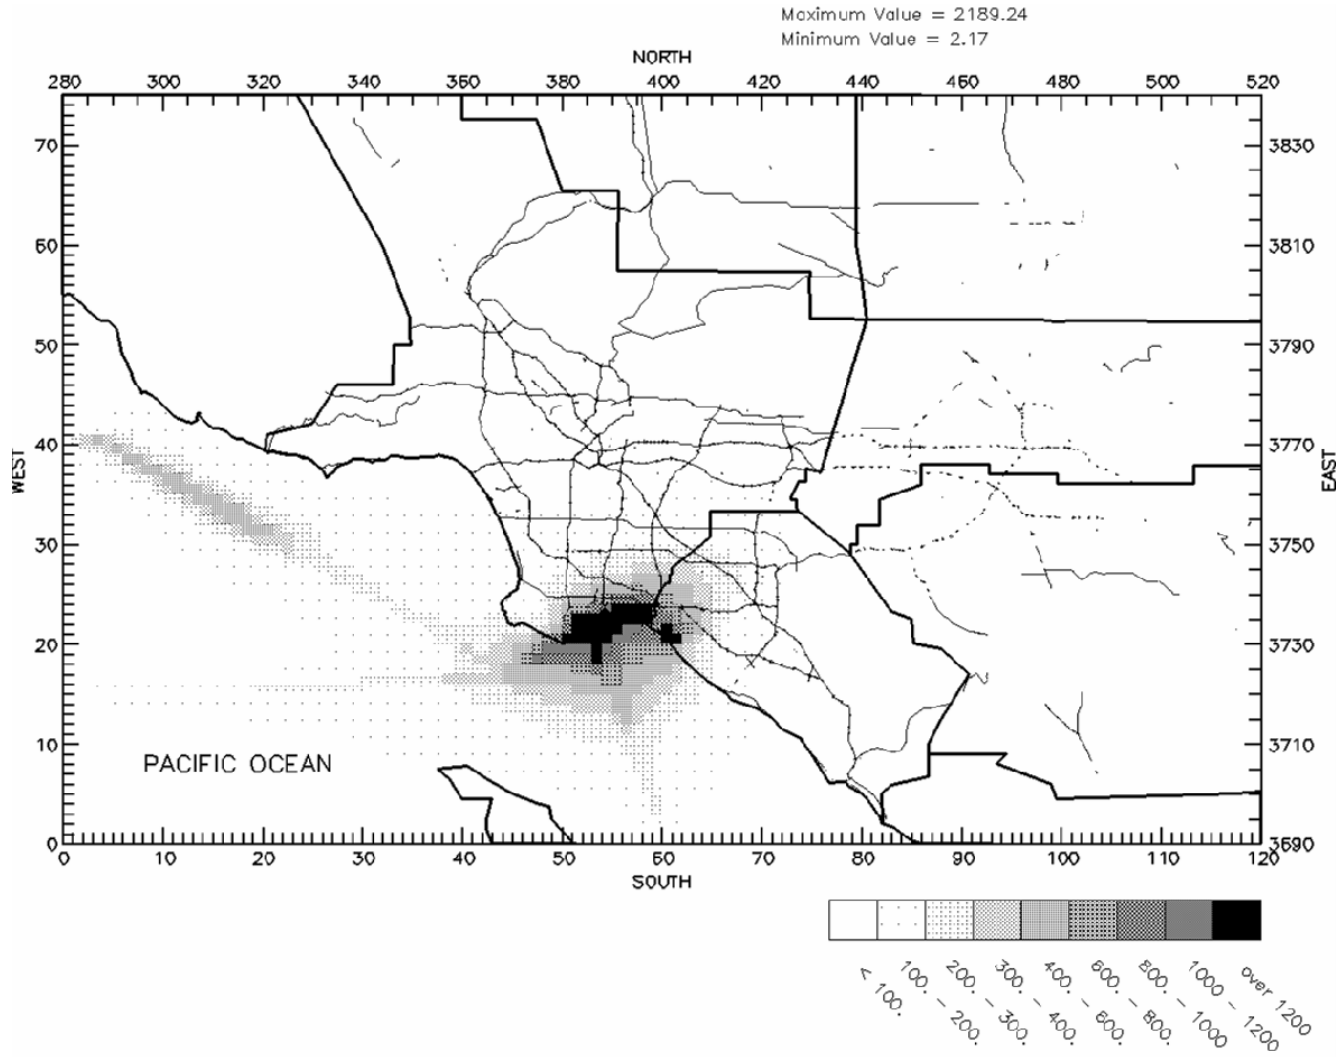 Maximum Value = 2189.24
Minimum Value = 2.17
NORTH
280 300 320 340 360 380 400 420 440 460 480 500 520
70 3830
60 3810
50 3790
40 3770
WEST EAST
30 3750
20 3730
10 3710
PACIFIC OCEAN
0 3690
0 10 20 30 40 50 60 70 80 90 100 110 120
SOUTH
< 100.
100. - 200.
200. - 300.
300. - 400.
400. - 600.
600. - 800.
800. - 1000
1000 - 1200
over 1200